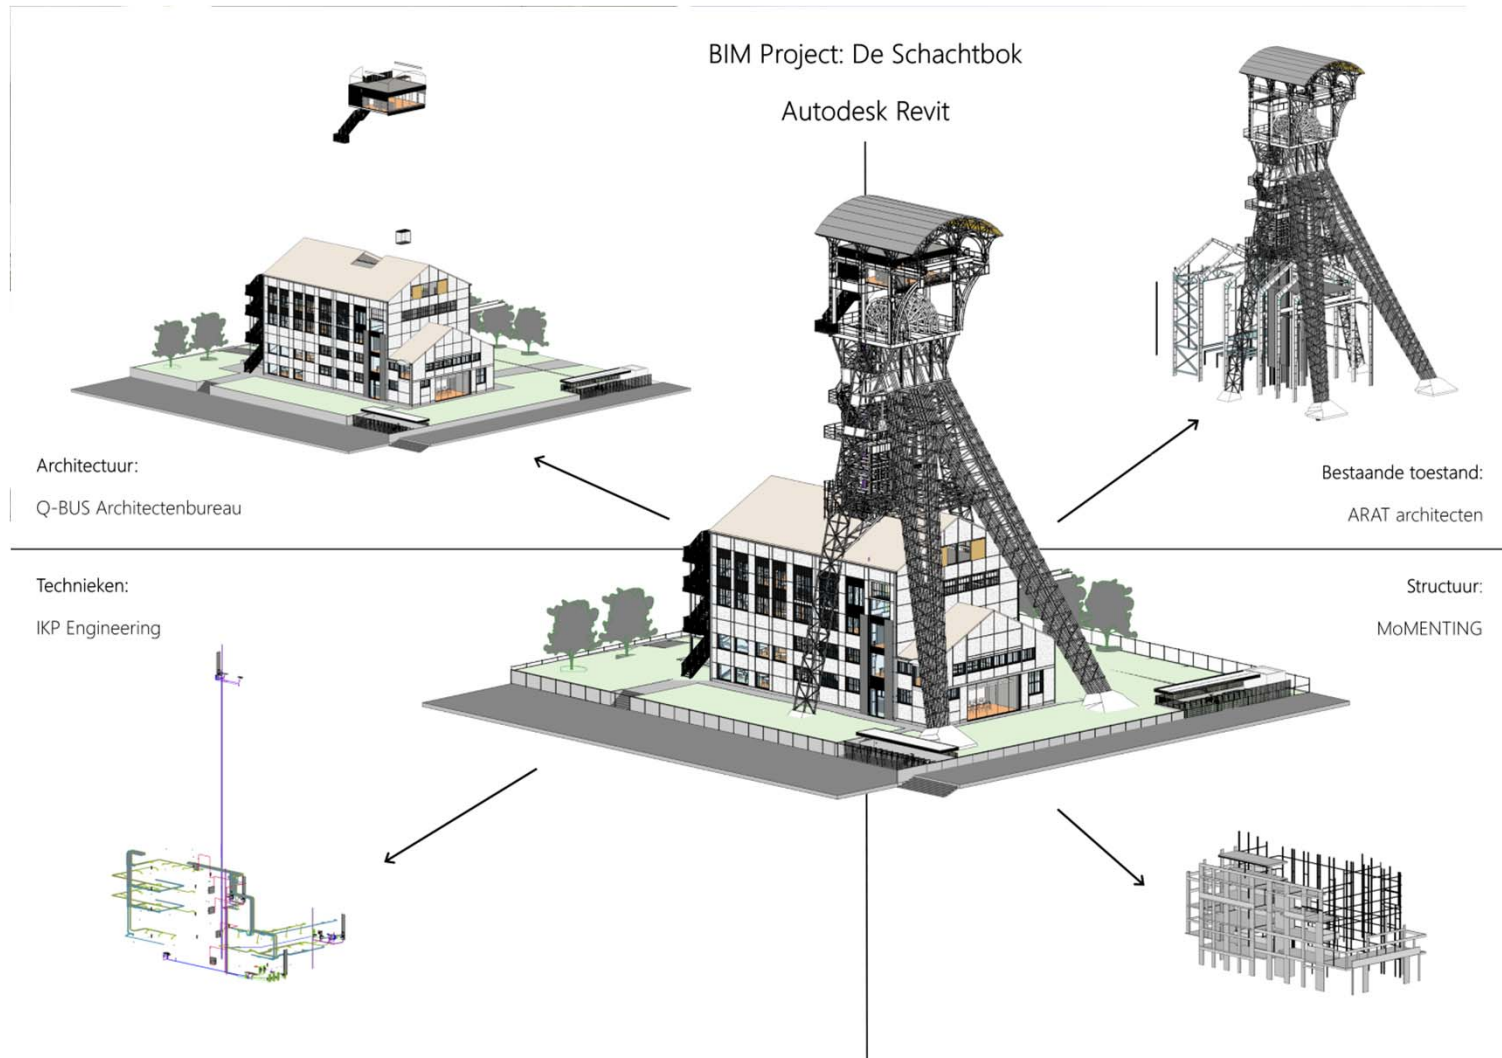 BIM Project: De Schachtbok
Autodesk Revit
Architectuur:
Q-BUS Architectenbureau
Bestaande toestand:
ARAT architecten
Technieken:
IKP Engineering
Structuur:
MoMENTING